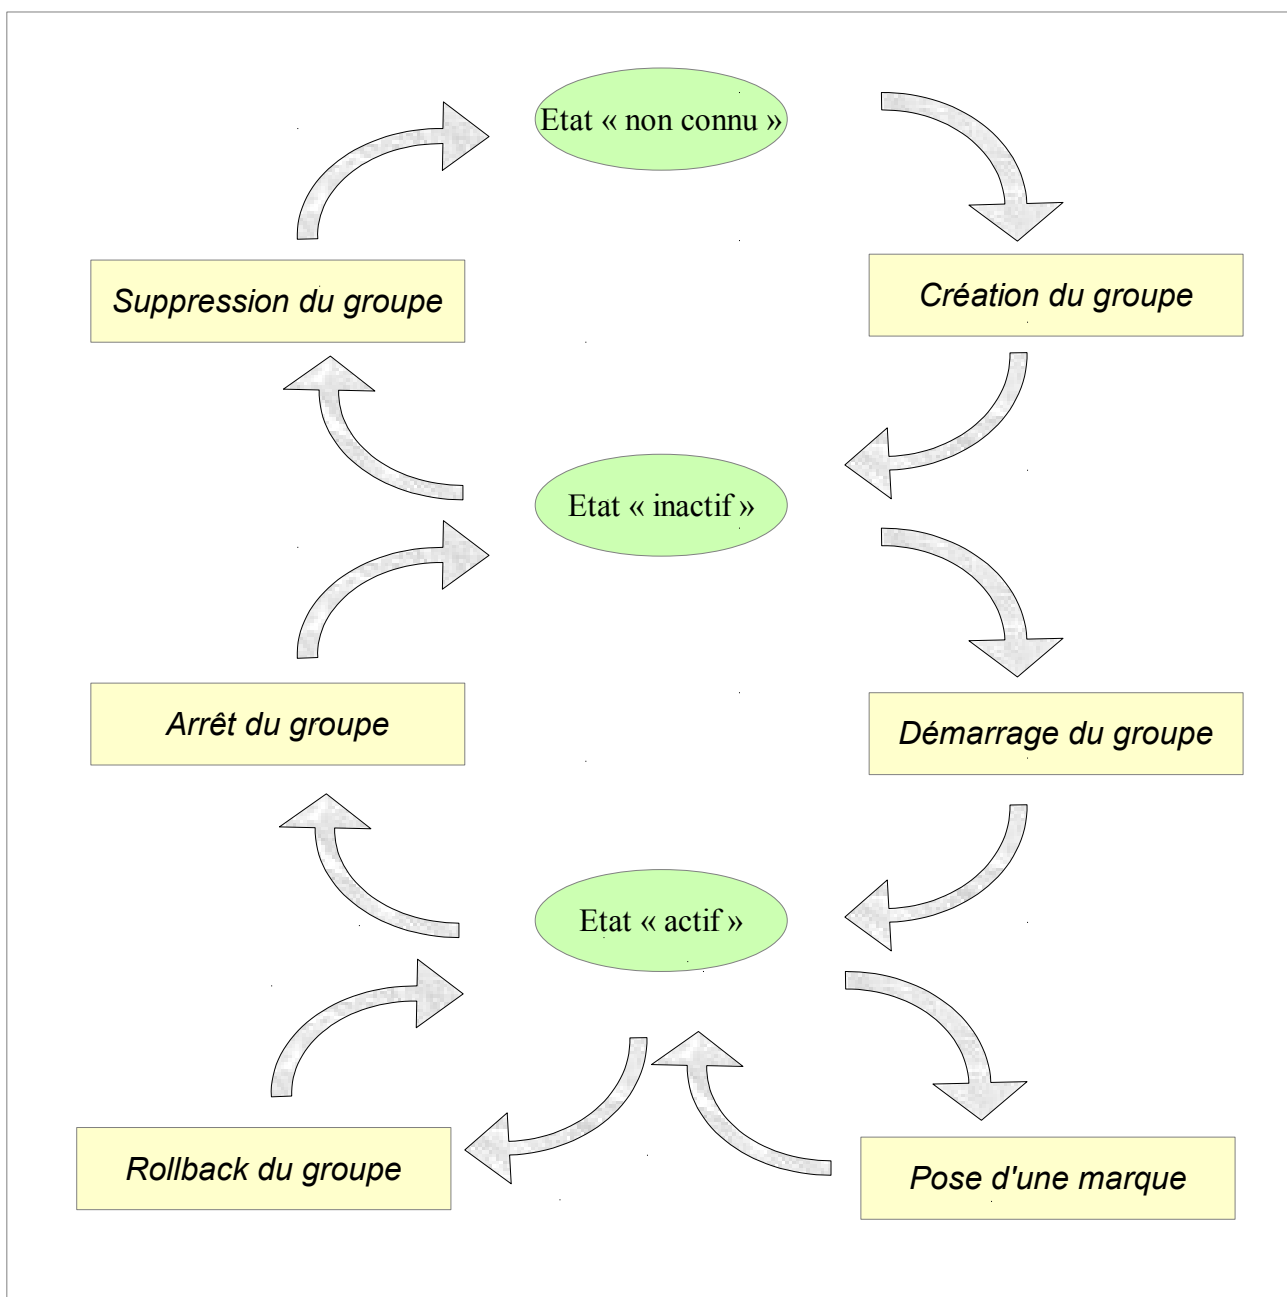 Etat « non connu »
Suppression du groupe
Création du groupe
Etat « inactif »
Arrêt du groupe
Démarrage du groupe
Etat « actif »
Rollback du groupe
Pose d'une marque